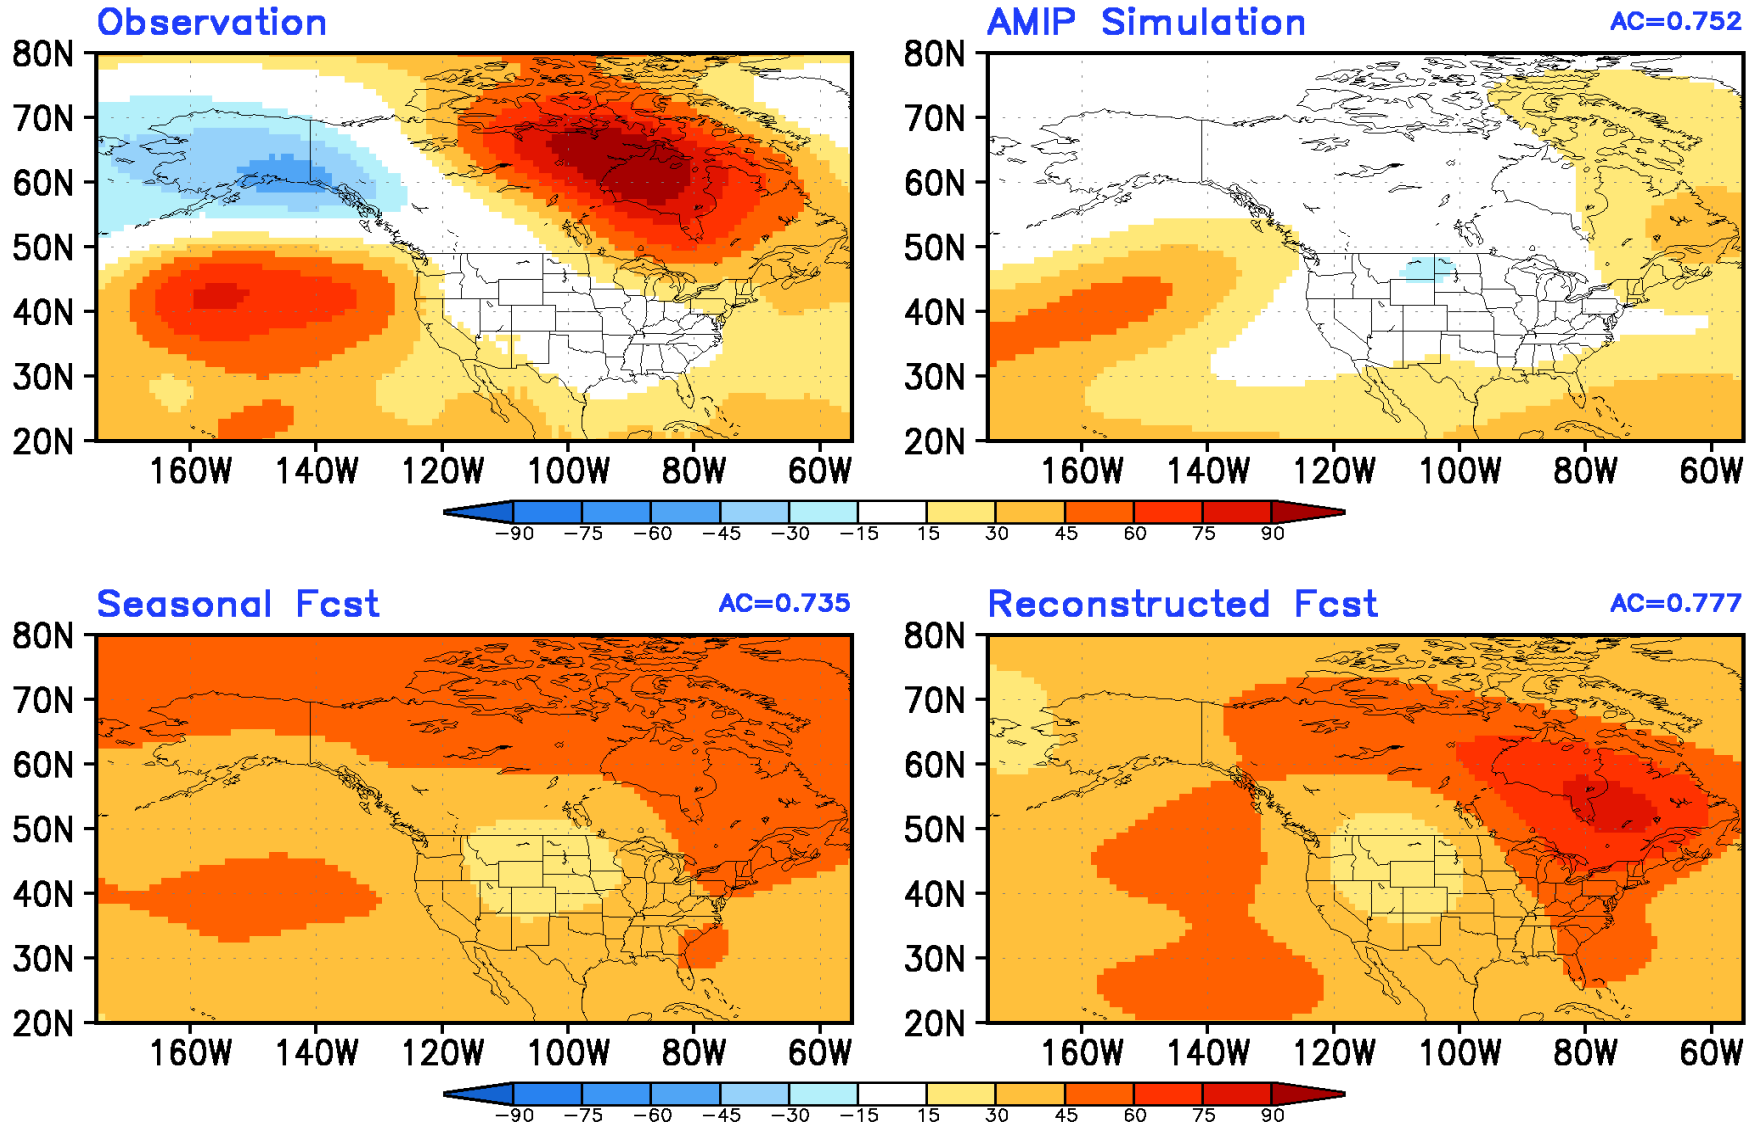 Observation
AMIP Simulation AC=0.752
80N
70N
60N
50N
40N
30N
20N
160W 140W 120W 100W 80W 60W
80N
70N
60N
50N
40N
30N
20N
160W 140W 120W 100W 80W 60W
-90 -75 -60 -45 -30 -15 15 30 45 60 75 90
Seasonal Fcst AC=0.735
Reconstructed Fcst AC=0.777
80N
70N
60N
50N
40N
30N
20N
160W 140W 120W 100W 80W 60W
80N
70N
60N
50N
40N
30N
20N
160W 140W 120W 100W 80W 60W
-90 -75 -60 -45 -30 -15 15 30 45 60 75 90